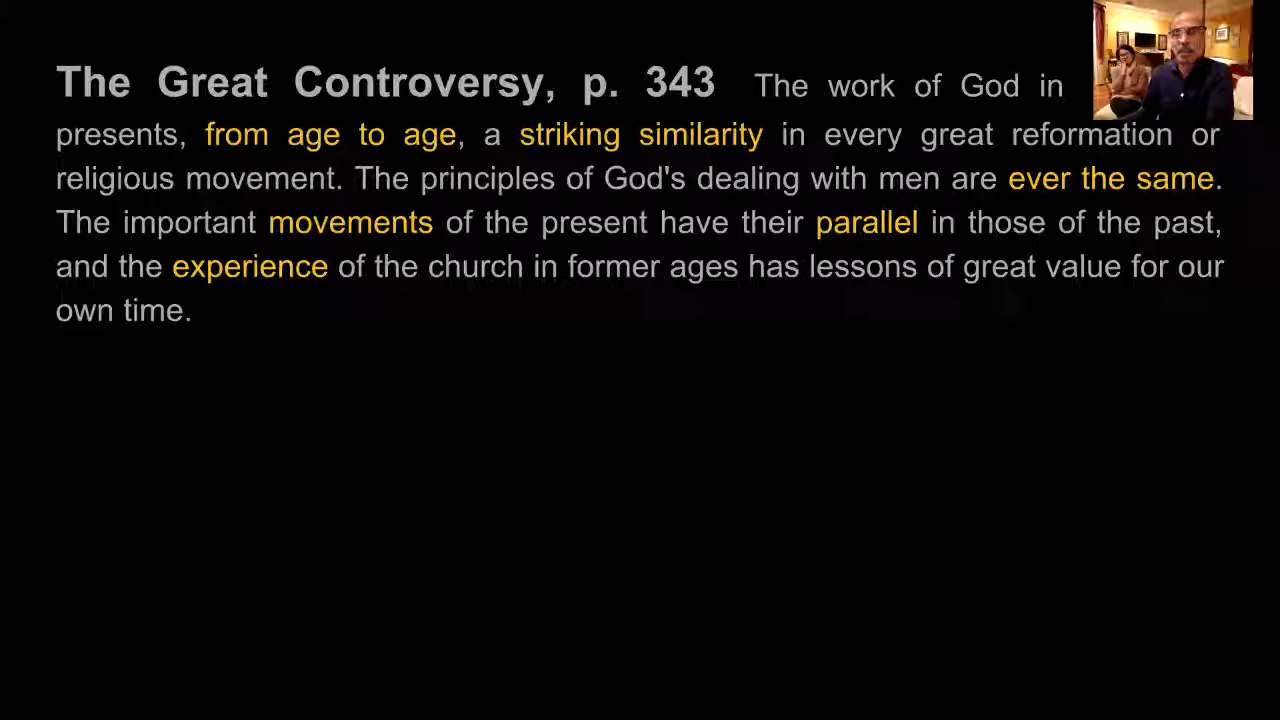 The Great Controversy, p. 343 The work of God in
presents, from age to age, a striking similarity in every great reformation or
religious movement. The principles of God's dealing with men are ever the same.
The important movements of the present have their parallel in those of the past,
and the experience of the church in former ages has lessons of great value for our
own time.